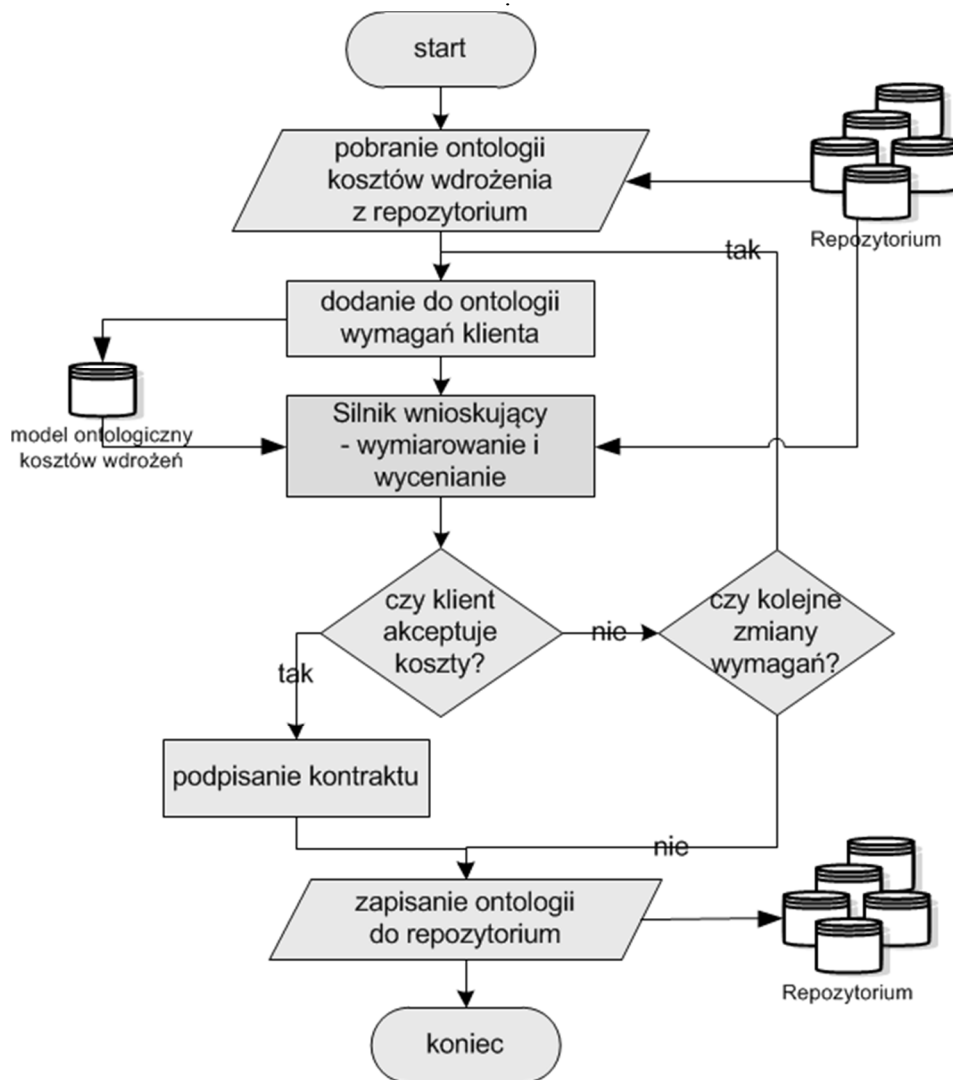 start
pobranie ontologii
kosztów wdrożenia
z repozytorium
Repozytorium
tak
dodanie do ontologii
wymagań klienta
model ontologiczny
kosztów wdrożeń
Silnik wnioskujący
- wymiarowanie i
wycenianie
czy klient
akceptuje
koszty?
nie
czy kolejne
zmiany
wymagań?
tak
podpisanie kontraktu
nie
zapisanie ontologii
do repozytorium
Repozytorium
koniec